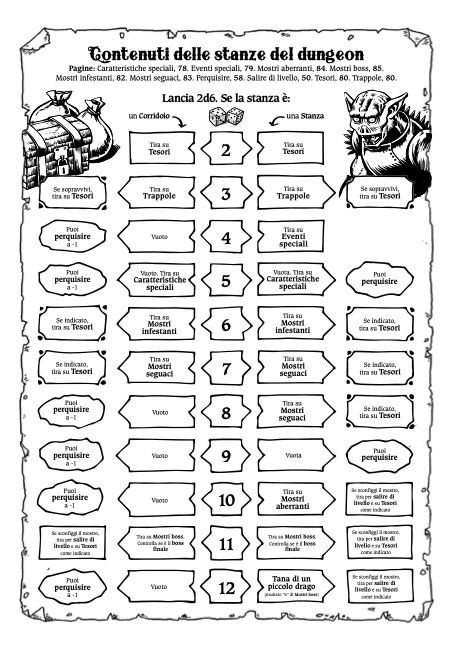 Contenuti delle stanze del dungeon
Pagine: Caratteristiche speciali, 78. Eventi speciali, 79. Mostri aberranti, 84. Mostri boss, 85.
Mostri infestanti, 82. Mostri seguaci, 83. Perquisire, 58. Salire di livello, 50. Tesori, 80. Trappole, 80.
Lancia 2d6. Se la stanza è:
un Corridoio
una Stanza
Tira su
Tesori
2
Tira su
Tesori
Se sopravvivi,
tira su Tesori
Tira su
Trappole
3
Tira su
Trappole
Se sopravvivi,
tira su Tesori
Puoi
perquisire
a -1
Vuoto
4
Tira su
Eventi
speciali
Puoi
perquisire
a -1
Vuoto. Tira su
Caratteristiche
speciali
5
Vuota. Tira su
Caratteristiche
speciali
Puoi
perquisire
Se indicato,
tira su Tesori
Tira su
Mostri
infestanti
6
Tira su
Mostri
infestanti
Se indicato,
tira su Tesori
Se indicato,
tira su Tesori
Tira su
Mostri
seguaci
7
Tira su
Mostri
seguaci
Se indicato,
tira su Tesori
Puoi
perquisire
a -1
Vuoto
8
Tira su
Mostri
seguaci
Se indicato,
tira su Tesori
Puoi
perquisire
a -1
Vuoto
9
Vuota
Puoi
perquisire
Puoi
perquisire
a -1
Vuoto
10
Tira su
Mostri
aberranti
Se sconfiggi il mostro,
tira per salire di
livello e su Tesori
come indicato
Se sconfiggi il mostro,
tira per salire di
livello e su Tesori
come indicato
Tira su Mostri boss.
Controlla se è il boss
finale
11
Tira su Mostri boss.
Controlla se è il boss
finale
Se sconfiggi il mostro,
tira per salire di
livello e su Tesori
come indicato
Puoi
perquisire
a -1
Vuoto
12
Tana di un
piccolo drago
(risultato "6" di Mostri boss)
Se sconfiggi il mostro,
tira per salire di
livello e su Tesori
come indicato